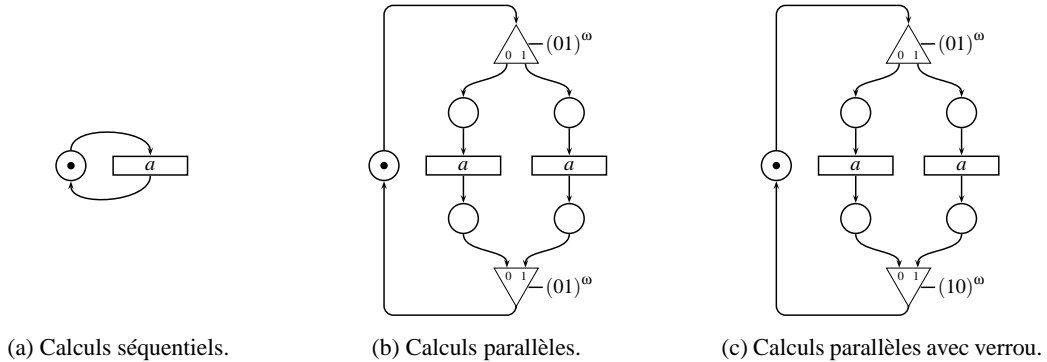 (01)ω (01)ω
0 1 0 1
a a a a a
0 1 0 1
(01)ω (10)ω
(a) Calculs séquentiels. (b) Calculs parallèles. (c) Calculs parallèles avec verrou.